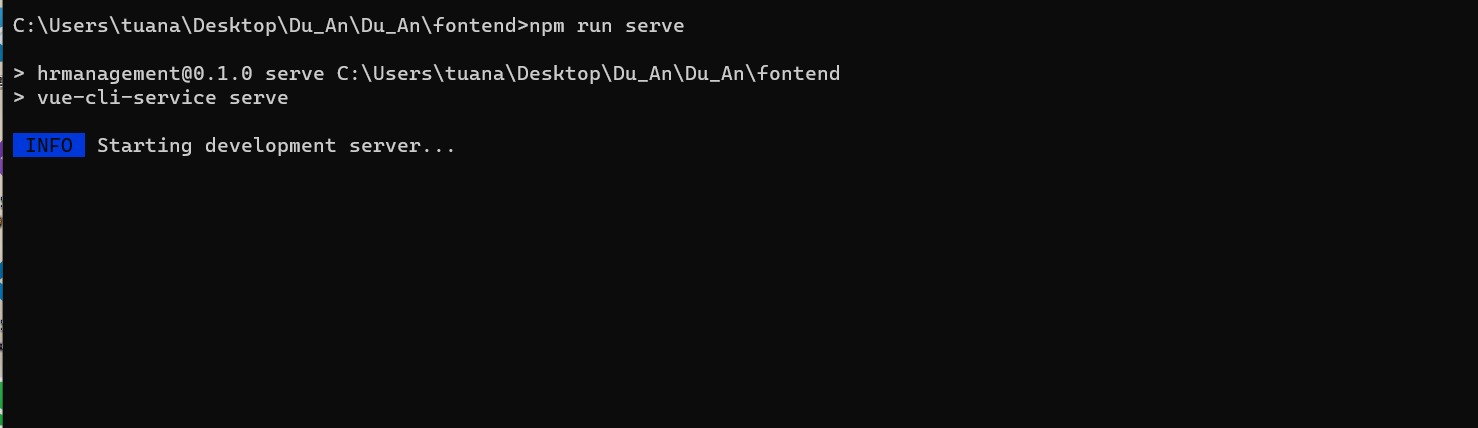 C:\Users\tuana\Desktop\Du_An\Du_An\fontend>npm run serve
> hrmanagement@0.1.0 serve C:\Users\tuana\Desktop\Du_An\Du_An\fontend
> vue-cli-service serve
INFO Starting development server...